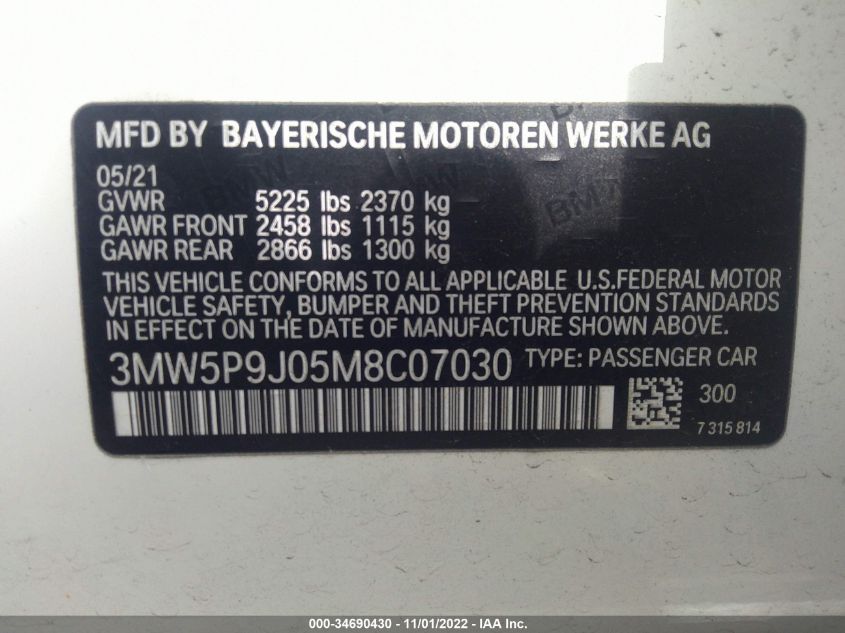 MFD BY BAYERISCHE MOTOREN WERKE AG
05/21
GVWR 5225 lbs 2370 kg
GAWR FRONT 2458 lbs 1115 kg
GAWR REAR 2866 lbs 1300 kg
THIS VEHICLE CONFORMS TO ALL APPLICABLE U.S.FEDERAL MOTOR
VEHICLE SAFETY, BUMPER AND THEFT PREVENTION STANDARDS
IN EFFECT ON THE DATE OF MANUFACTURE SHOWN ABOVE.
3MW5P9J05M8C07030 TYPE: PASSENGER CAR
300
7 315 814
BMW
BMW
000-34690430 - 11/01/2022 - IAA Inc.